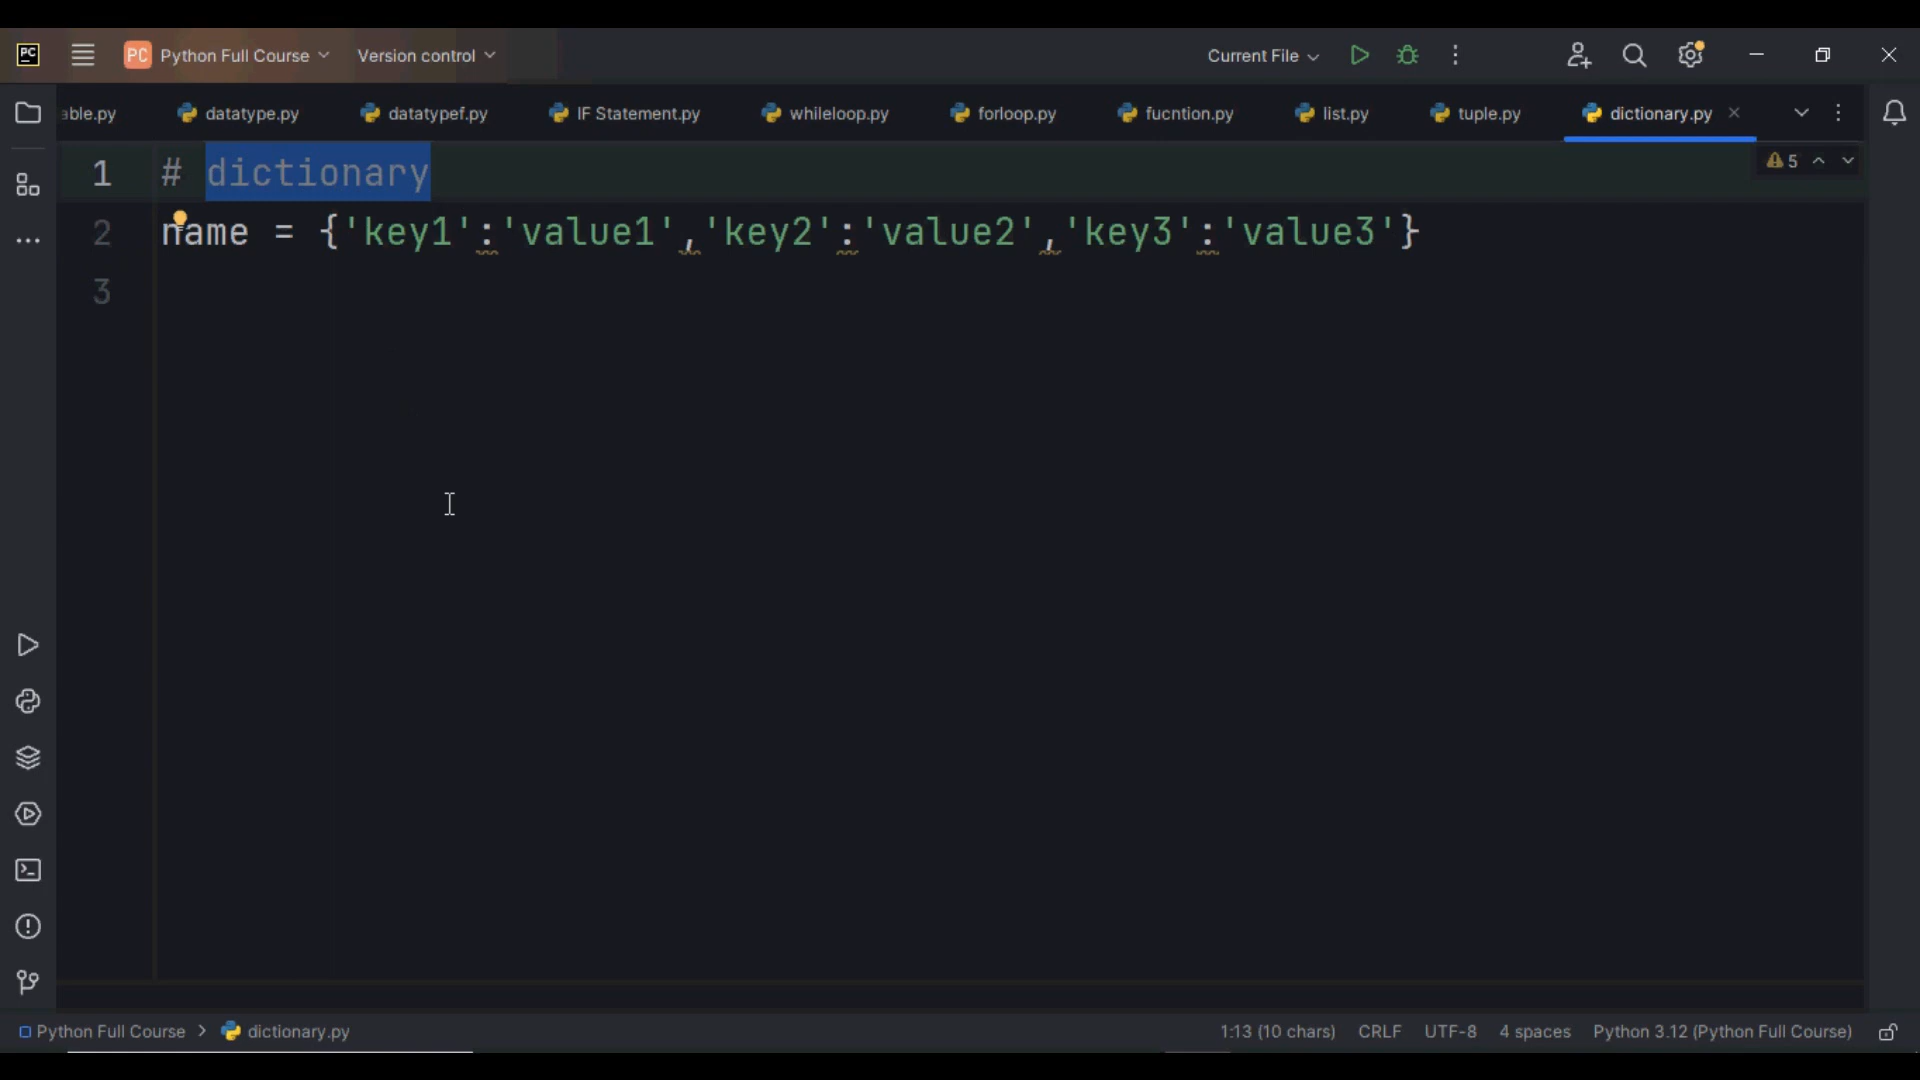 PC PC Python Full Course Version control Current File
able.py datatype.py datatypef.py IF Statement.py whileloop.py forloop.py fucntion.py list.py tuple.py dictionary.py
1 # dictionary 5
2 name = {'key1':'value1','key2':'value2','key3':'value3'}
3
Python Full Course > dictionary.py 1:13 (10 chars) CRLF UTF-8 4 spaces Python 3.12 (Python Full Course)